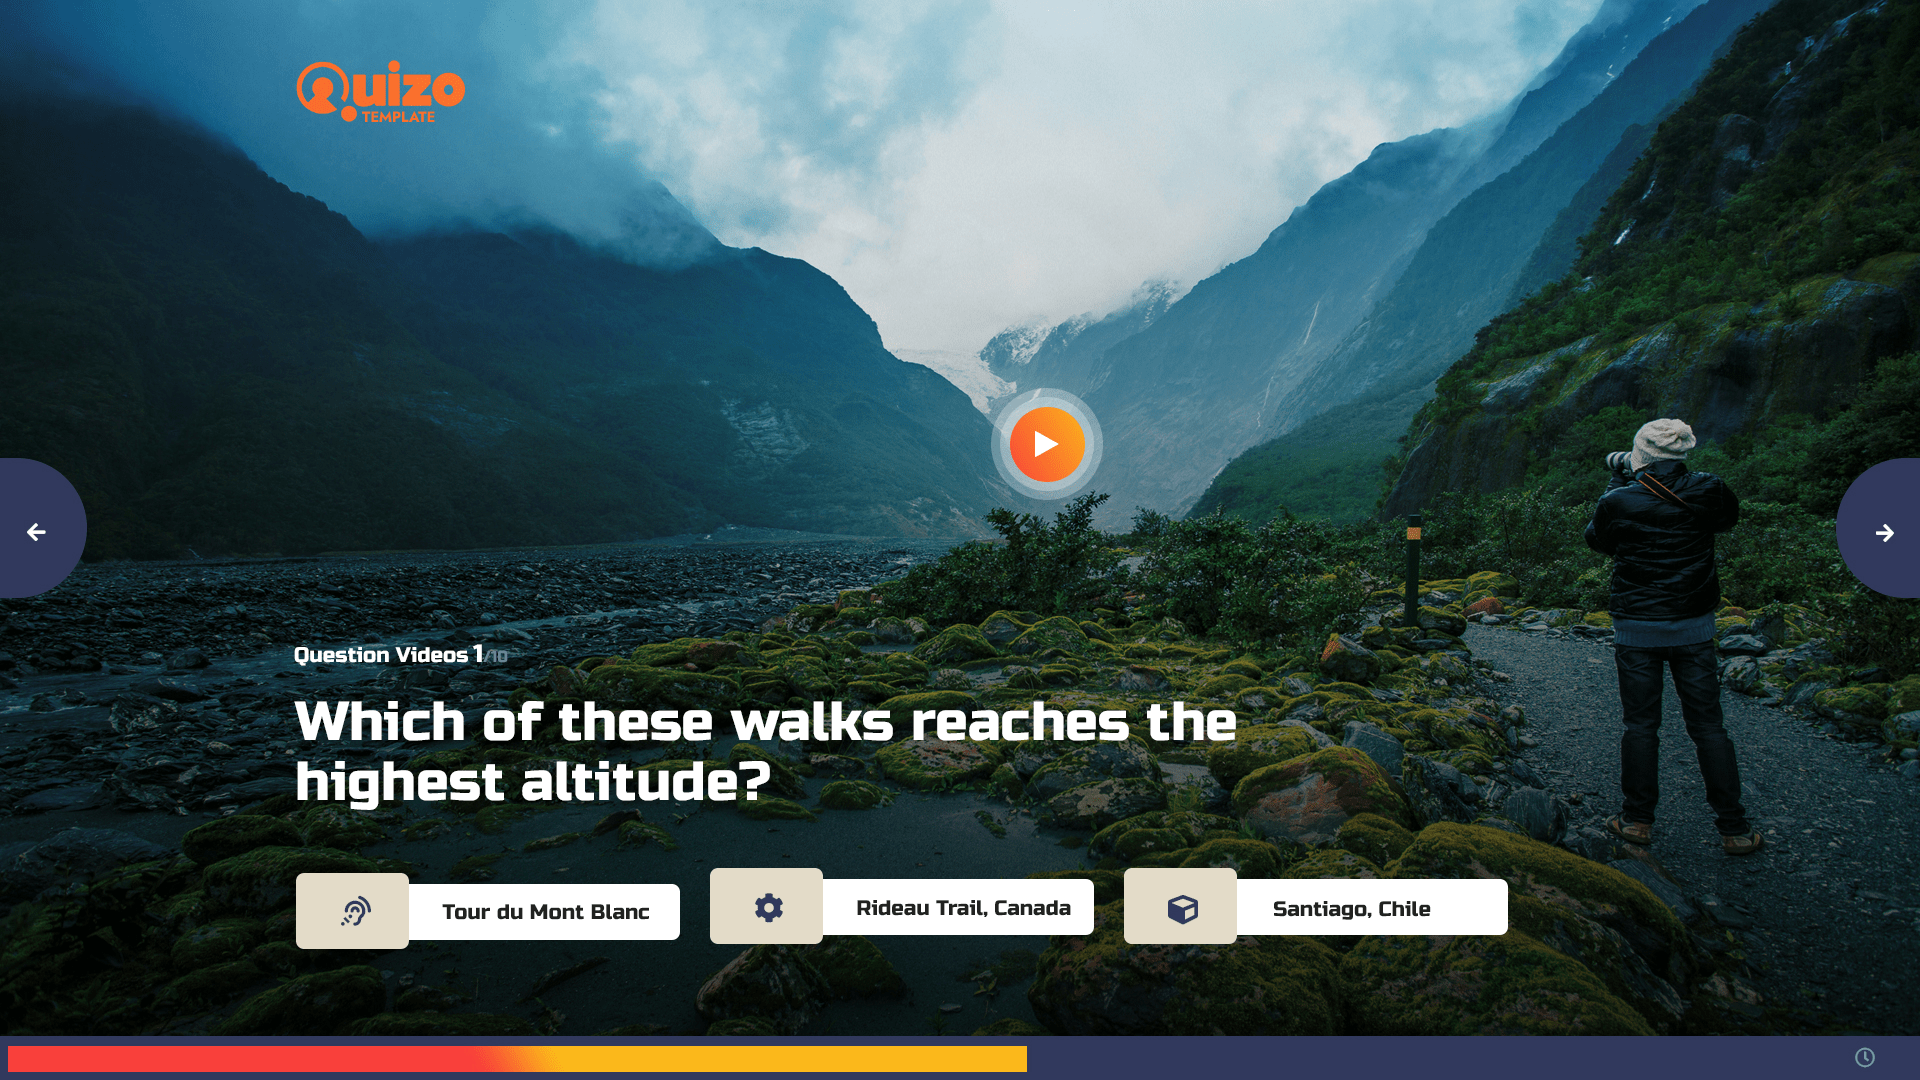 Quizo
TEMPLATE
Question Videos 1/10
Which of these walks reaches the
highest altitude?
Tour du Mont Blanc
Rideau Trail, Canada
Santiago, Chile